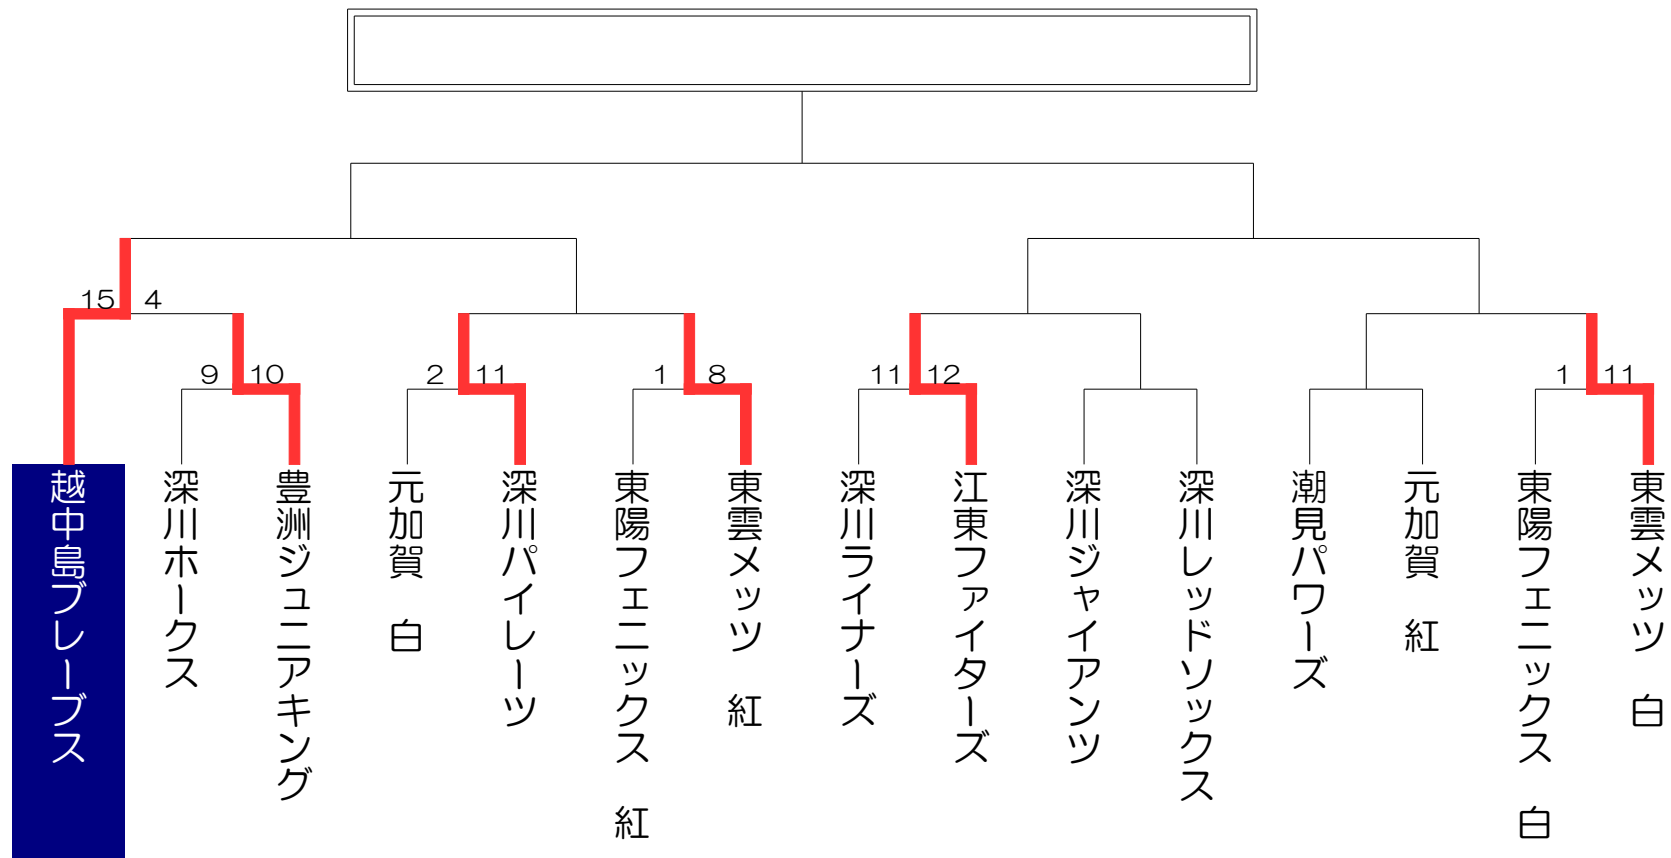 15 4
9 10 2 11 1 8 11 12 1 11
越中島ブレーブス
深川ホークス
豊洲ジュニアキング
元加賀　白
深川パイレーツ
東陽フェニックス　紅
東雲メッツ　紅
深川ライナーズ
江東ファイターズ
深川ジャイアンツ
深川レッドソックス
潮見パワーズ
元加賀　紅
東陽フェニックス　白
東雲メッツ　白